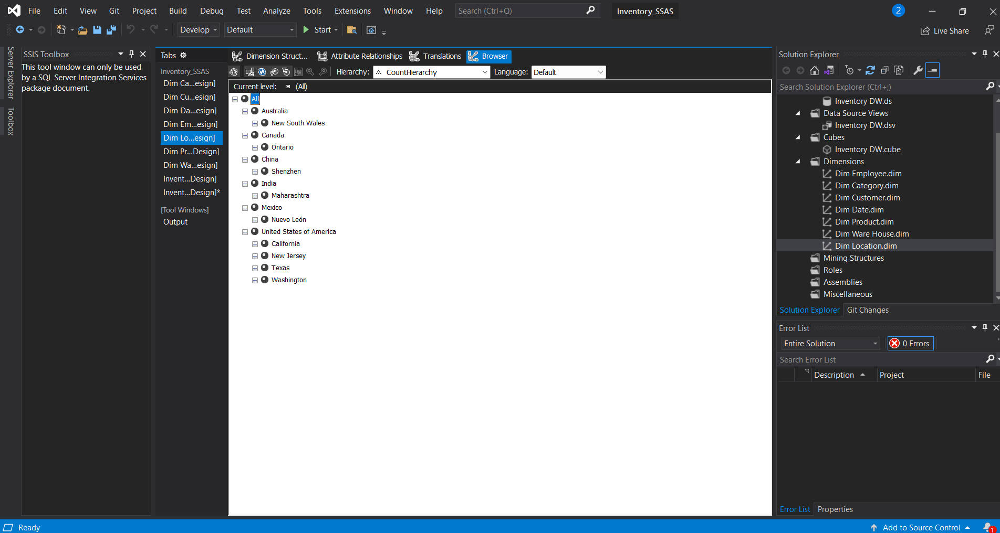 File Edit View Git Project Build Debug Test Analyze Tools Extensions Window Help Search (Ctrl+Q) Inventory_SSAS 2
Develop Default Start Live Share
Server Explorer
Toolbox
SSIS Toolbox
This tool window can only be used
by a SQL Server Integration Services
package document.
Tabs
Inventory_SSAS
Dim Ca...esign]
Dim Cu...esign]
Dim Da...esign]
Dim Em...esign]
Dim Lo...esign]
Dim Pr...Design]
Dim Wa...esign]
Invent...Design]
Invent...Design]*
[Tool Windows]
Output
Dimension Struct... Attribute Relationships Translations Browser
Hierarchy: CountHierarchy Language: Default
Current level: (All)
All
Australia
New South Wales
Canada
Ontario
China
Shenzhen
India
Maharashtra
Mexico
Nuevo León
United States of America
California
New Jersey
Texas
Washington
Solution Explorer
Search Solution Explorer (Ctrl+;)
Inventory DW.ds
Data Source Views
Inventory DW.dsv
Cubes
Inventory DW.cube
Dimensions
Dim Employee.dim
Dim Category.dim
Dim Customer.dim
Dim Date.dim
Dim Product.dim
Dim Ware House.dim
Dim Location.dim
Mining Structures
Roles
Assemblies
Miscellaneous
Solution Explorer Git Changes
Error List
Entire Solution 0 Errors
Search Error List
Description Project File
Error List Properties
Ready Add to Source Control 1